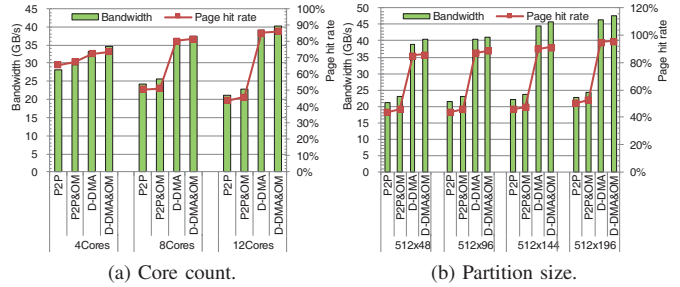 Bandwidth Page hit rate
Bandwidth (GB/s)
45
40
35
30
25
20
15
10
5
0
100%
90%
80%
70%
60%
50%
40%
30%
20%
10%
0%
Page hit rate
P2P
P2P&OM
D-DMA
D-DMA&OM
P2P
P2P&OM
D-DMA
D-DMA&OM
P2P
P2P&OM
D-DMA
D-DMA&OM
4Cores 8Cores 12Cores
(a) Core count.
Bandwidth Page hit rate
Bandwidth (GB/s)
50
45
40
35
30
25
20
15
10
5
0
120%
100%
80%
60%
40%
20%
0%
Page hit rate
P2P
P2P&OM
D-DMA
D-DMA&OM
P2P
P2P&OM
D-DMA
D-DMA&OM
P2P
P2P&OM
D-DMA
D-DMA&OM
P2P
P2P&OM
D-DMA
D-DMA&OM
512x48 512x96 512x144 512x196
(b) Partition size.